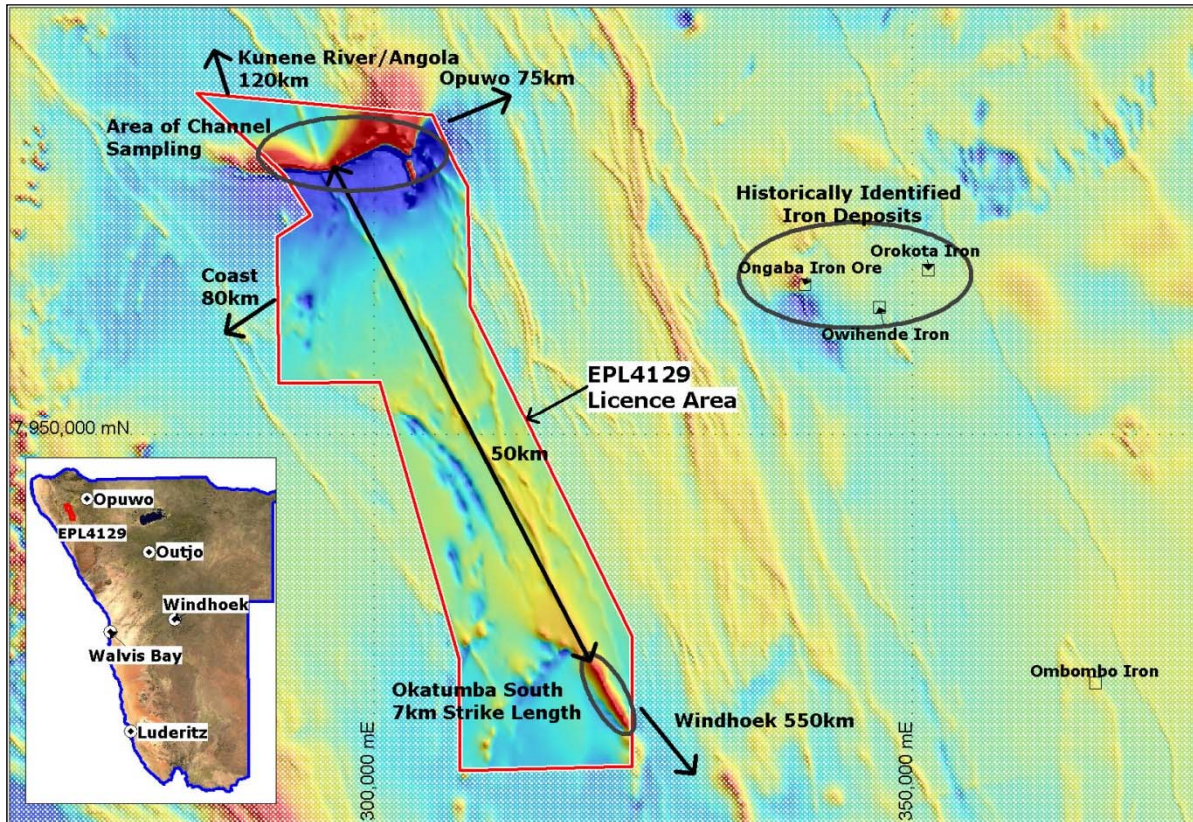 Kunene River/Angola
120km
Opuwo 75km
Area of Channel
Sampling
Historically Identified
Iron Deposits
Orokota Iron
Ongaba Iron Ore
Owihende Iron
Coast
80km
EPL4129
Licence Area
7,950,000 mN
50km
Opuwo
EPL4129
Outjo
Windhoek
Walvis Bay
Luderitz
Okatumba South
7km Strike Length
Windhoek 550km
Ombombo Iron
300,000 mE
350,000 mE